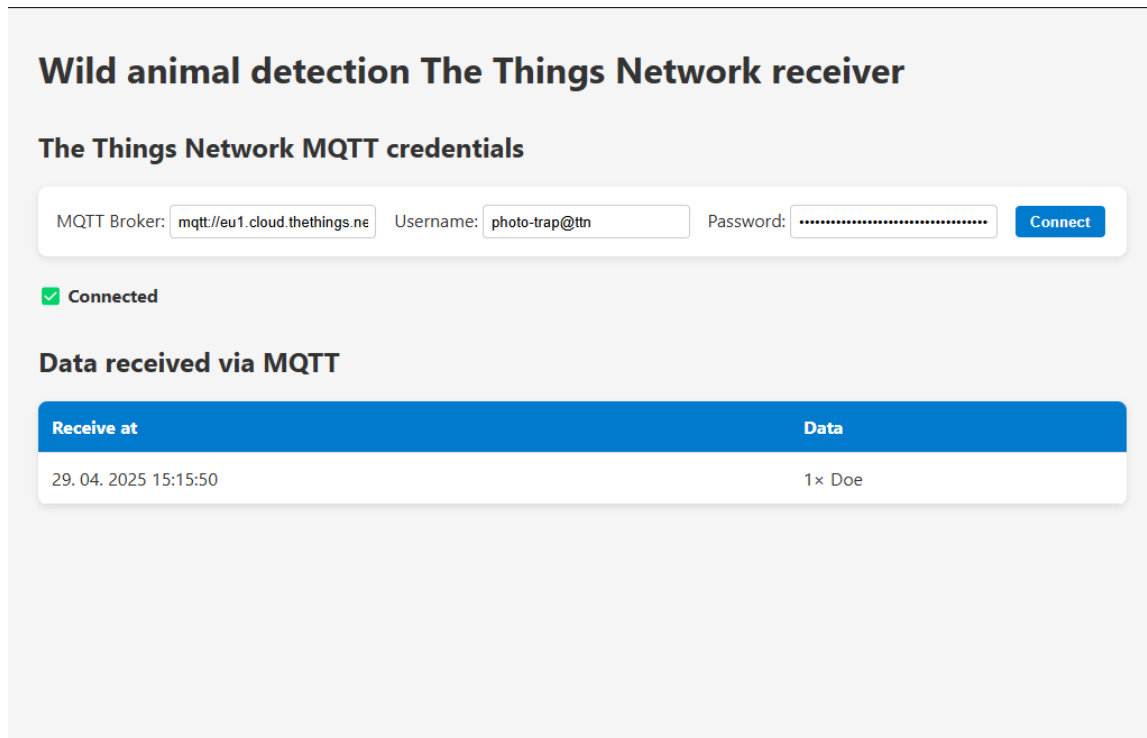 Wild animal detection The Things Network receiver
The Things Network MQTT credentials
MQTT Broker: mqtt://eu1.cloud.thethings.ne Username: photo-trap@ttn Password: •••••••••••••••••••••••••••••••••••• Connect
✅ Connected
Data received via MQTT
Receive at Data
29. 04. 2025 15:15:50 1× Doe